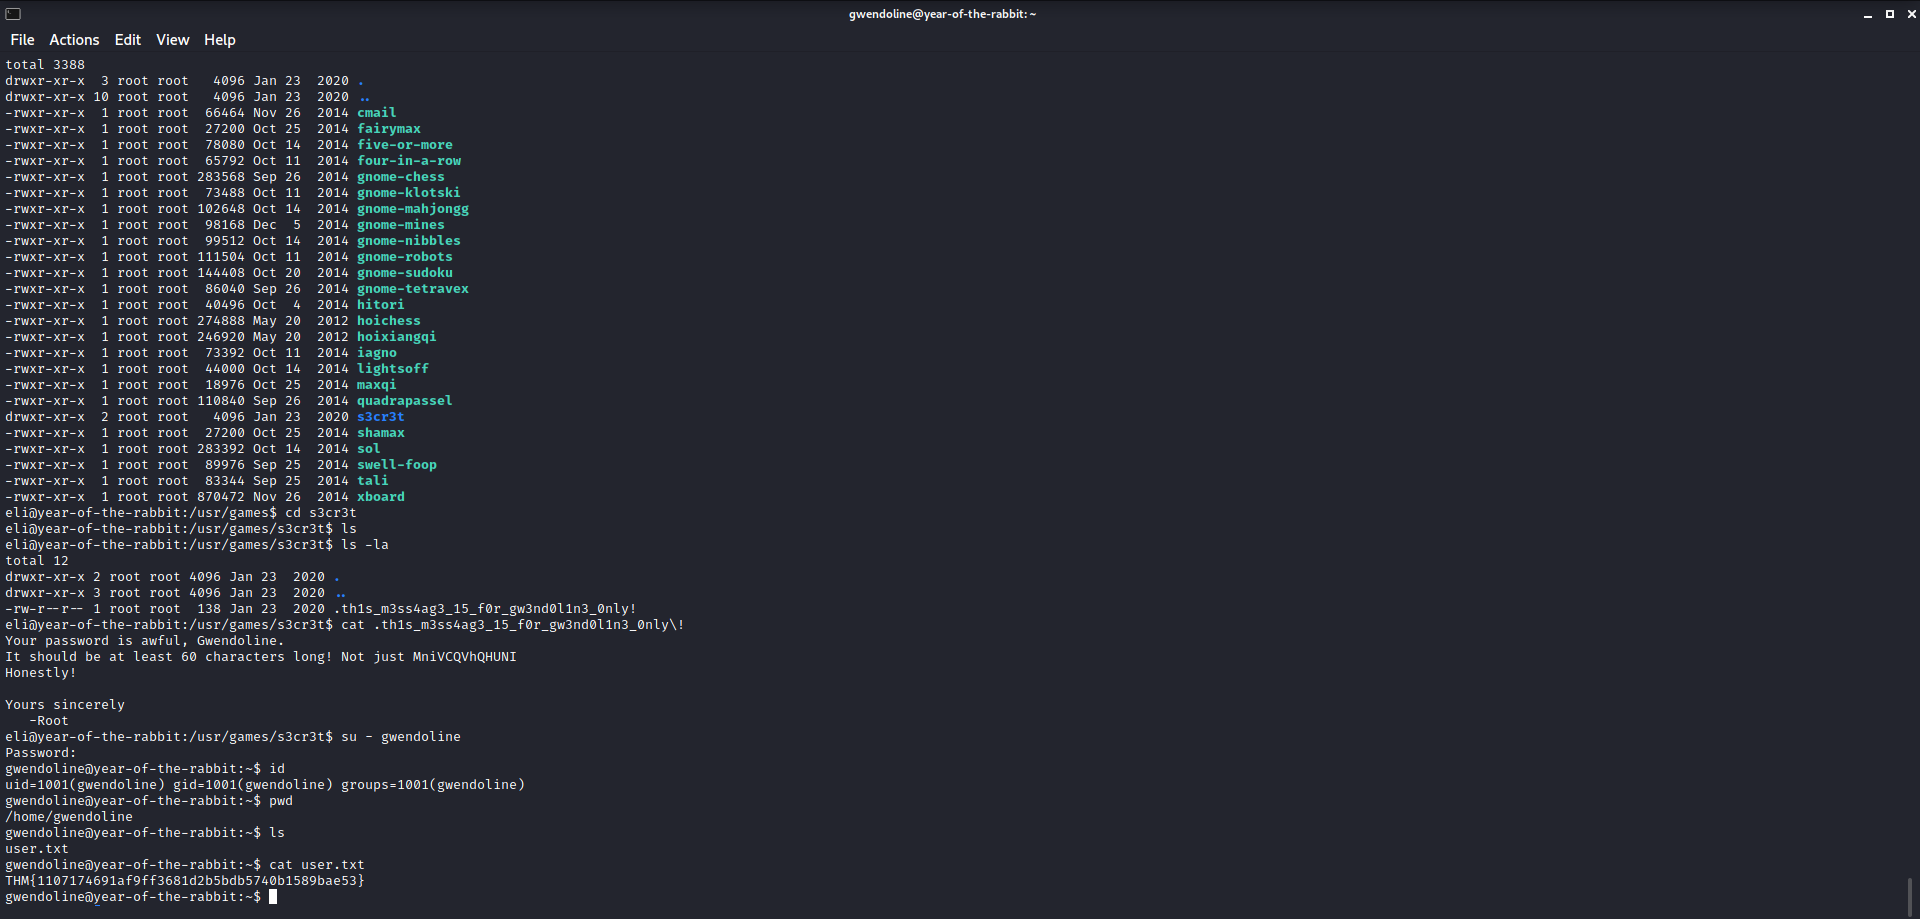 gwendoline@year-of-the-rabbit: ~
File Actions Edit View Help
total 3388
drwxr-xr-x  3 root root   4096 Jan 23  2020 .
drwxr-xr-x 10 root root   4096 Jan 23  2020 ..
-rwxr-xr-x  1 root root  66464 Nov 26  2014 cmail
-rwxr-xr-x  1 root root  27200 Oct 25  2014 fairymax
-rwxr-xr-x  1 root root  78080 Oct 14  2014 five-or-more
-rwxr-xr-x  1 root root  65792 Oct 11  2014 four-in-a-row
-rwxr-xr-x  1 root root 283568 Sep 26  2014 gnome-chess
-rwxr-xr-x  1 root root  73488 Oct 11  2014 gnome-klotski
-rwxr-xr-x  1 root root 102648 Oct 14  2014 gnome-mahjongg
-rwxr-xr-x  1 root root  98168 Dec  5  2014 gnome-mines
-rwxr-xr-x  1 root root  99512 Oct 14  2014 gnome-nibbles
-rwxr-xr-x  1 root root 111504 Oct 11  2014 gnome-robots
-rwxr-xr-x  1 root root 144408 Oct 20  2014 gnome-sudoku
-rwxr-xr-x  1 root root  86040 Sep 26  2014 gnome-tetravex
-rwxr-xr-x  1 root root  40496 Oct  4  2014 hitori
-rwxr-xr-x  1 root root 274888 May 20  2012 hoichess
-rwxr-xr-x  1 root root 246920 May 20  2012 hoixiangqi
-rwxr-xr-x  1 root root  73392 Oct 11  2014 iagno
-rwxr-xr-x  1 root root  44000 Oct 14  2014 lightsoff
-rwxr-xr-x  1 root root  18976 Oct 25  2014 maxqi
-rwxr-xr-x  1 root root 110840 Sep 26  2014 quadrapassel
drwxr-xr-x  2 root root   4096 Jan 23  2020 s3cr3t
-rwxr-xr-x  1 root root  27200 Oct 25  2014 shamax
-rwxr-xr-x  1 root root 283392 Oct 14  2014 sol
-rwxr-xr-x  1 root root  89976 Sep 25  2014 swell-foop
-rwxr-xr-x  1 root root  83344 Sep 25  2014 tali
-rwxr-xr-x  1 root root 870472 Nov 26  2014 xboard
eli@year-of-the-rabbit:/usr/games$ cd s3cr3t
eli@year-of-the-rabbit:/usr/games/s3cr3t$ ls
eli@year-of-the-rabbit:/usr/games/s3cr3t$ ls -la
total 12
drwxr-xr-x 2 root root 4096 Jan 23  2020 .
drwxr-xr-x 3 root root 4096 Jan 23  2020 ..
-rw-r--r-- 1 root root  138 Jan 23  2020 .th1s_m3ss4ag3_15_f0r_gw3nd0l1n3_0nly!
eli@year-of-the-rabbit:/usr/games/s3cr3t$ cat .th1s_m3ss4ag3_15_f0r_gw3nd0l1n3_0nly\!
Your password is awful, Gwendoline.
It should be at least 60 characters long! Not just MniVCQVhQHUNI
Honestly!

Yours sincerely
   -Root
eli@year-of-the-rabbit:/usr/games/s3cr3t$ su - gwendoline
Password:
gwendoline@year-of-the-rabbit:~$ id
uid=1001(gwendoline) gid=1001(gwendoline) groups=1001(gwendoline)
gwendoline@year-of-the-rabbit:~$ pwd
/home/gwendoline
gwendoline@year-of-the-rabbit:~$ ls
user.txt
gwendoline@year-of-the-rabbit:~$ cat user.txt
THM{1107174691af9ff3681d2b5bdb5740b1589bae53}
gwendoline@year-of-the-rabbit:~$